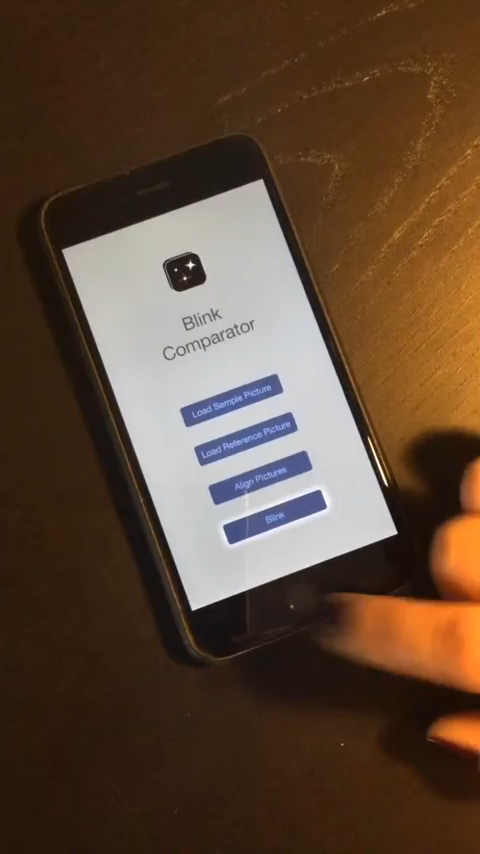 Blink
Comparator
Load Sample Picture
Load Reference Picture
Align Pictures
Blink